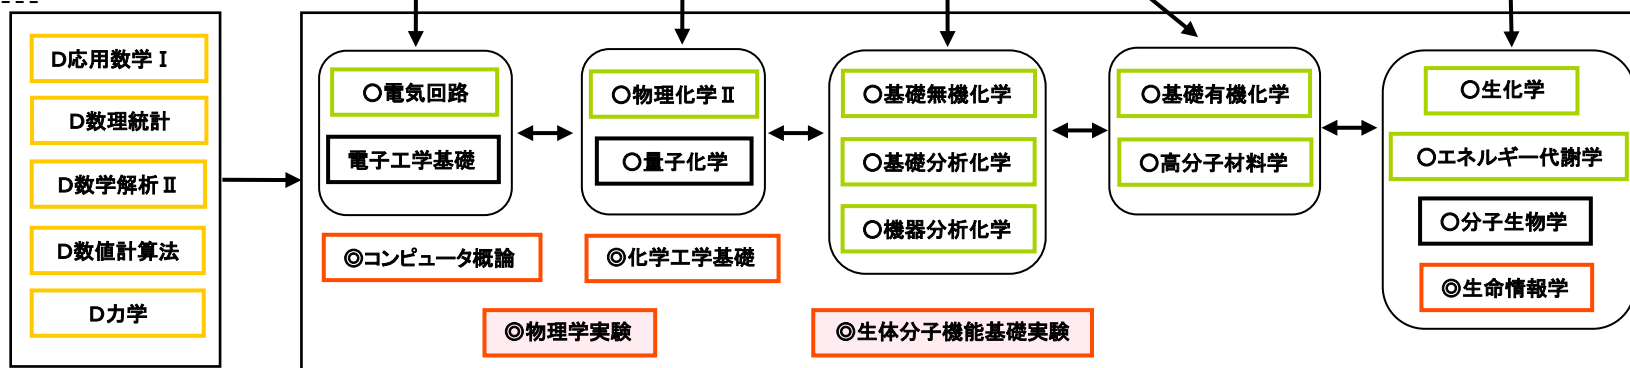 D応用数学Ⅰ
D数理統計
D数学解析Ⅱ
D数値計算法
D力学
○電気回路
電子工学基礎
◎コンピュータ概論
○物理化学Ⅱ
○量子化学
◎化学工学基礎
◎物理学実験
○基礎無機化学
○基礎分析化学
○機器分析化学
◎生体分子機能基礎実験
○基礎有機化学
○高分子材料学
○生化学
○エネルギー代謝学
○分子生物学
◎生命情報学